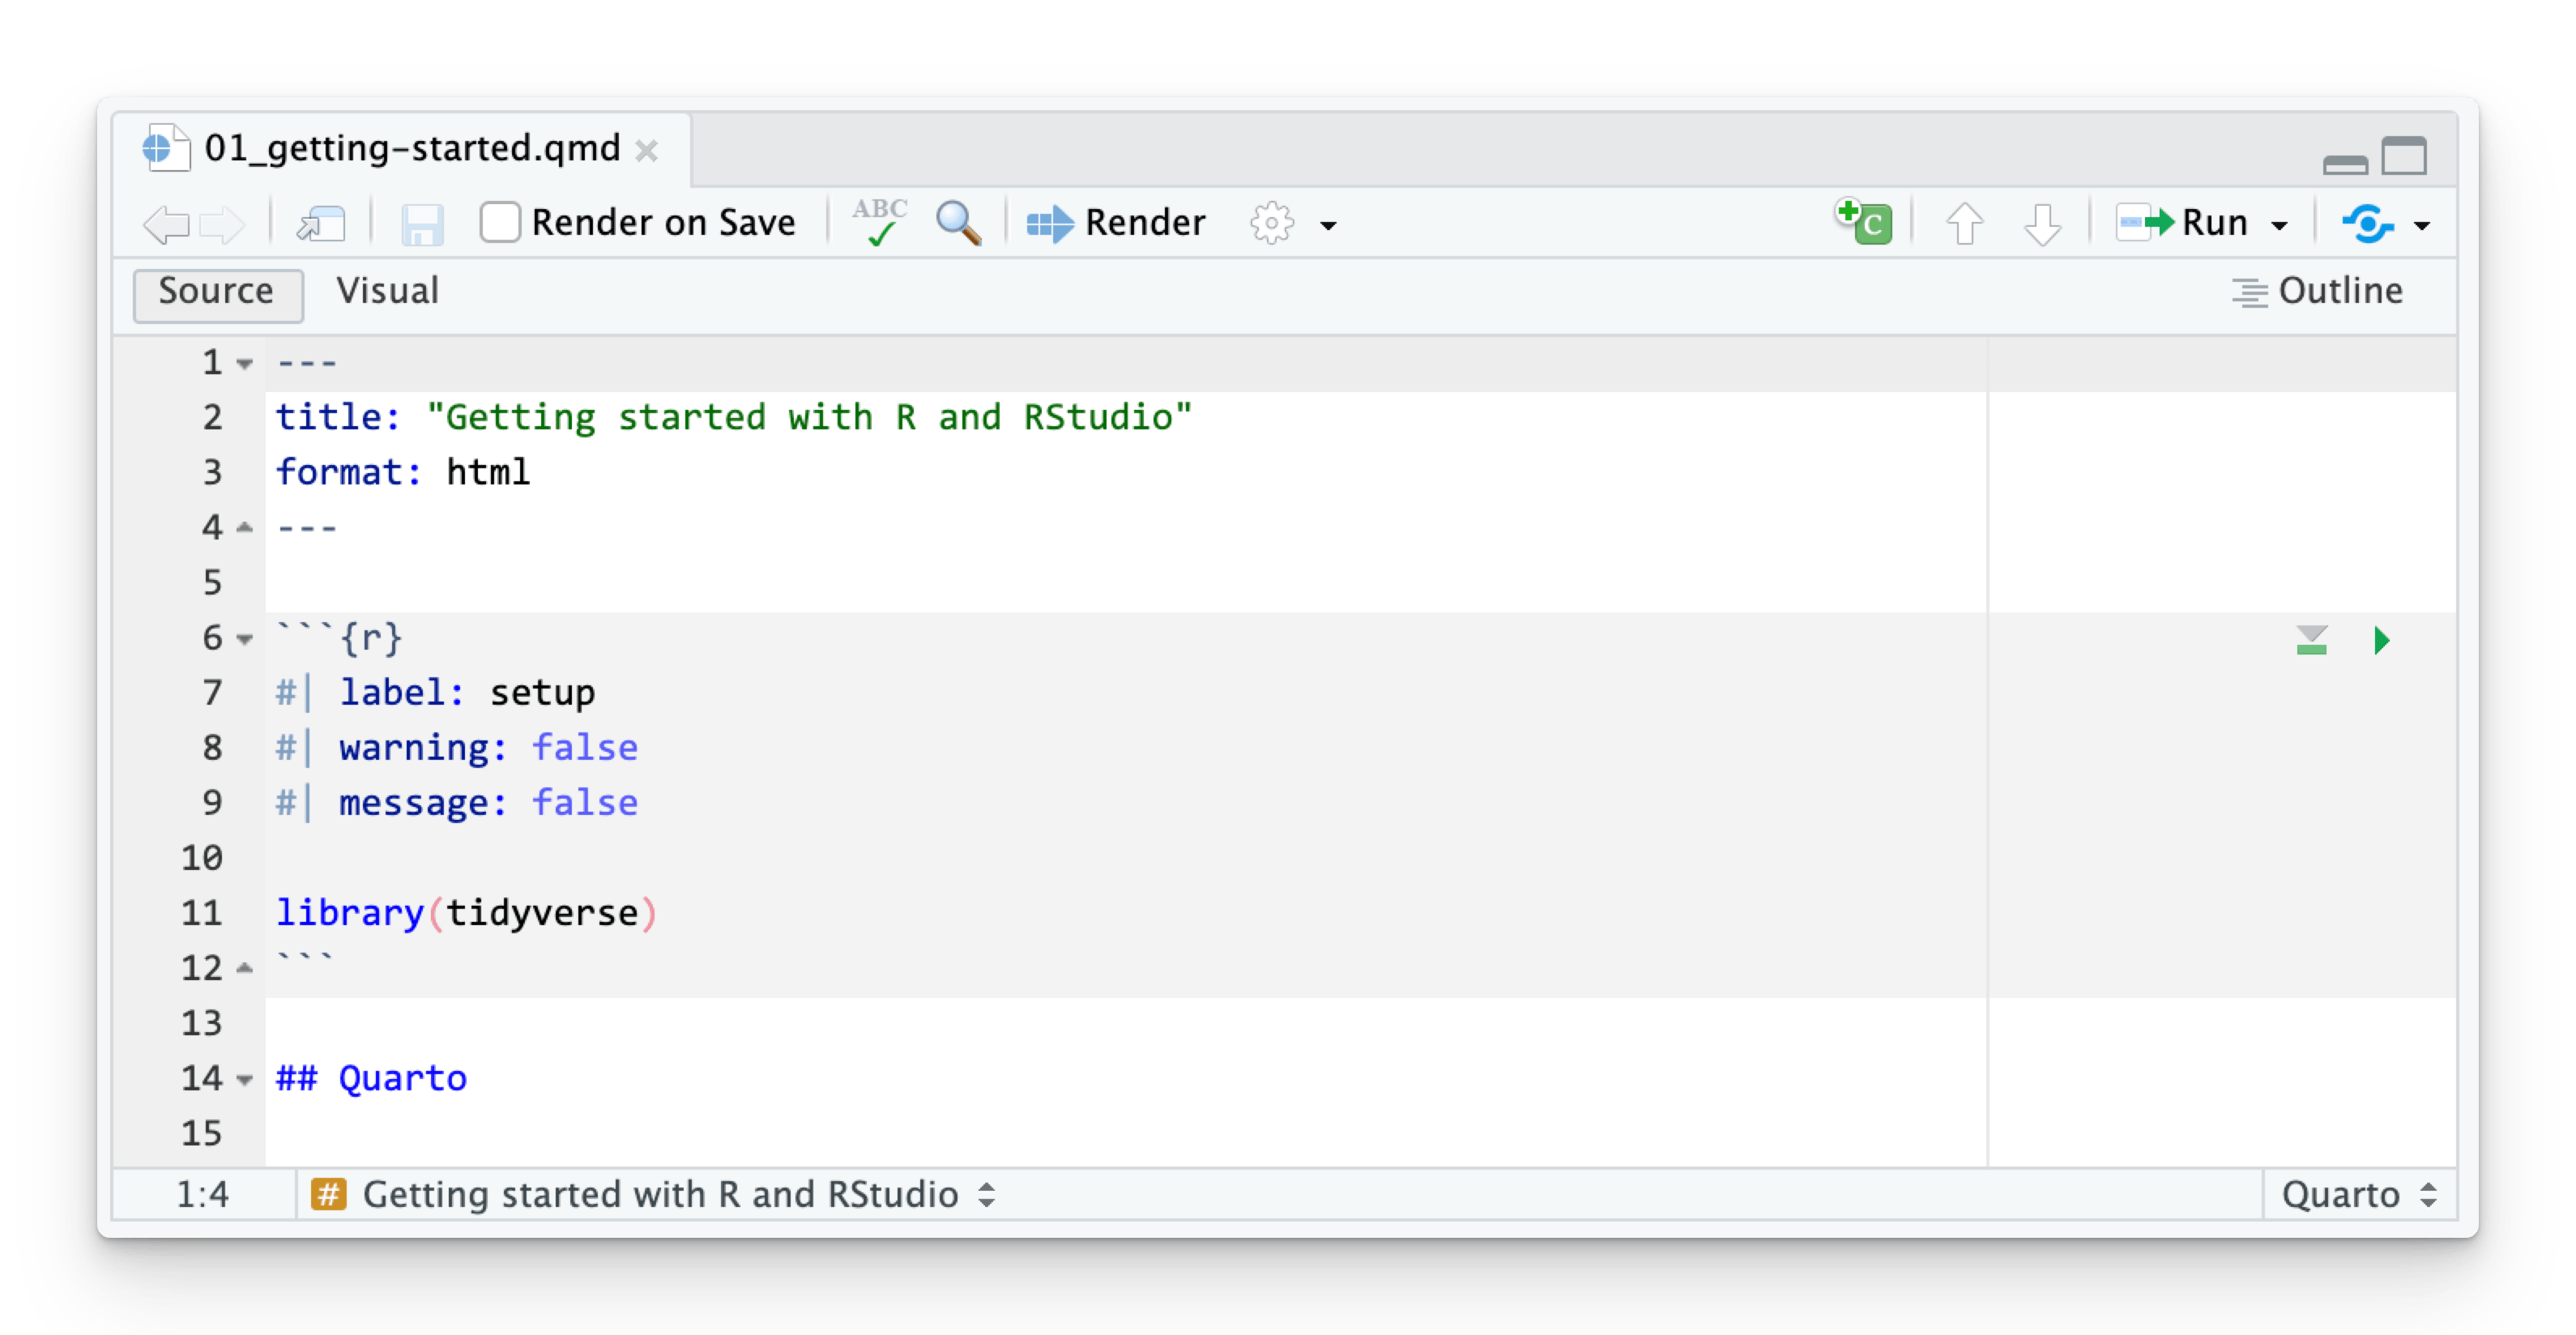 01_getting-started.qmd
Render on Save ABC Render C Run
Source Visual Outline
1 ---
2 title: "Getting started with R and RStudio"
3 format: html
4 ---
5
6 ```{r}
7 #| label: setup
8 #| warning: false
9 #| message: false
10
11 library(tidyverse)
12 ```
13
14 ## Quarto
15
1:4 # Getting started with R and RStudio Quarto